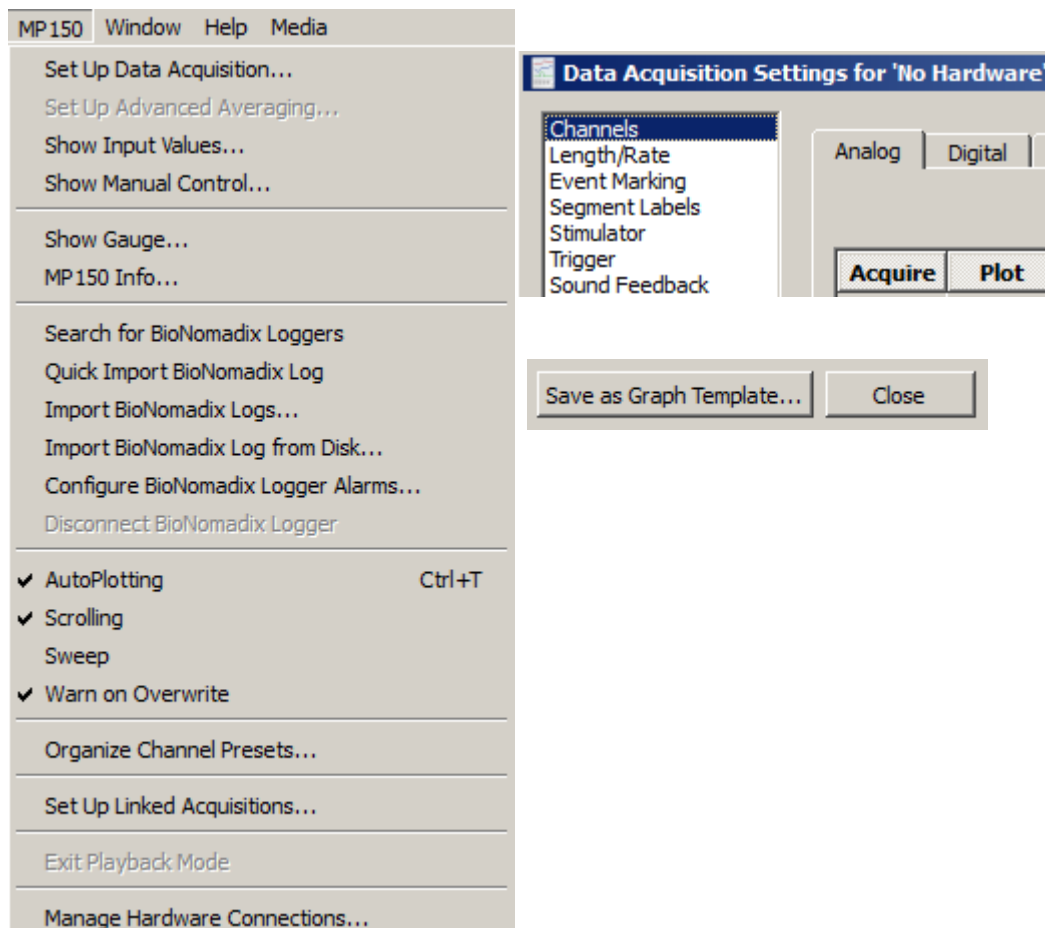 MP150 Window Help Media
Set Up Data Acquisition...
Set Up Advanced Averaging...
Show Input Values...
Show Manual Control...
Show Gauge...
MP150 Info...
Search for BioNomadix Loggers
Quick Import BioNomadix Log
Import BioNomadix Logs...
Import BioNomadix Log from Disk...
Configure BioNomadix Logger Alarms...
Disconnect BioNomadix Logger
AutoPlotting Ctrl+T
Scrolling
Sweep
Warn on Overwrite
Organize Channel Presets...
Set Up Linked Acquisitions...
Exit Playback Mode
Manage Hardware Connections...
Data Acquisition Settings for 'No Hardware'
Channels
Length/Rate
Event Marking
Segment Labels
Stimulator
Trigger
Sound Feedback
Analog Digital
Acquire Plot
Save as Graph Template... Close